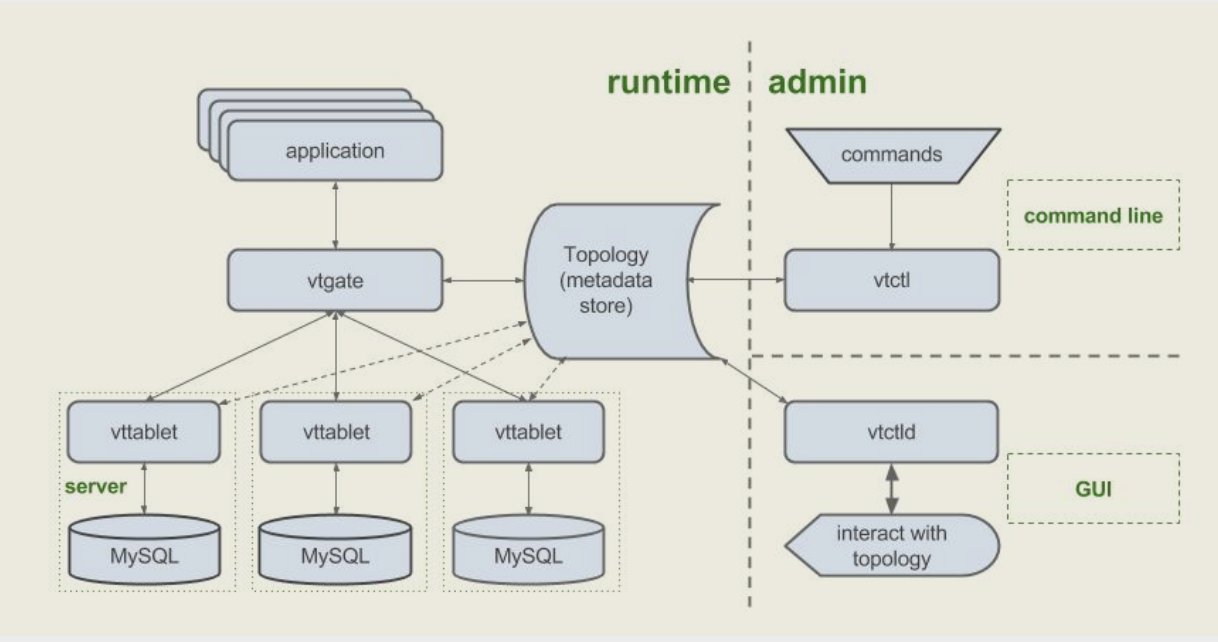 runtime
admin
application
commands
command line
Topology
(metadata
store)
vtgate
vtctl
vttablet
vttablet
vttablet
vtctld
server
GUI
MySQL
MySQL
MySQL
interact with
topology